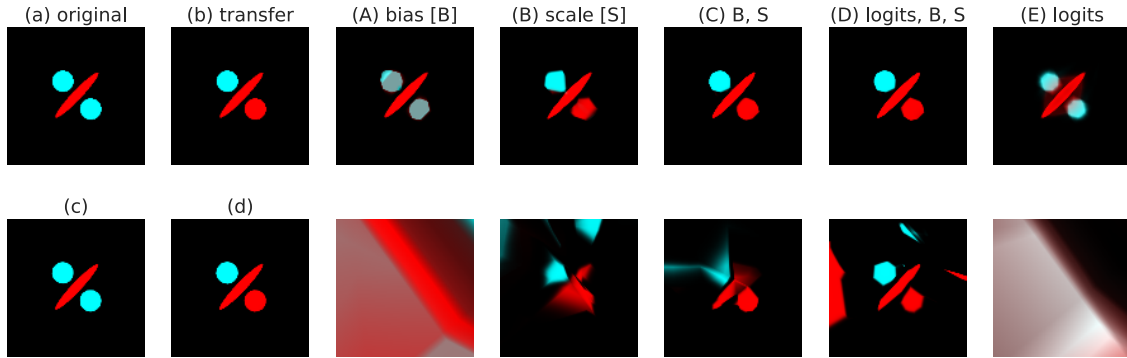 (a) original (b) transfer (A) bias [B] (B) scale [S] (C) B, S (D) logits, B, S (E) logits
(c) (d)